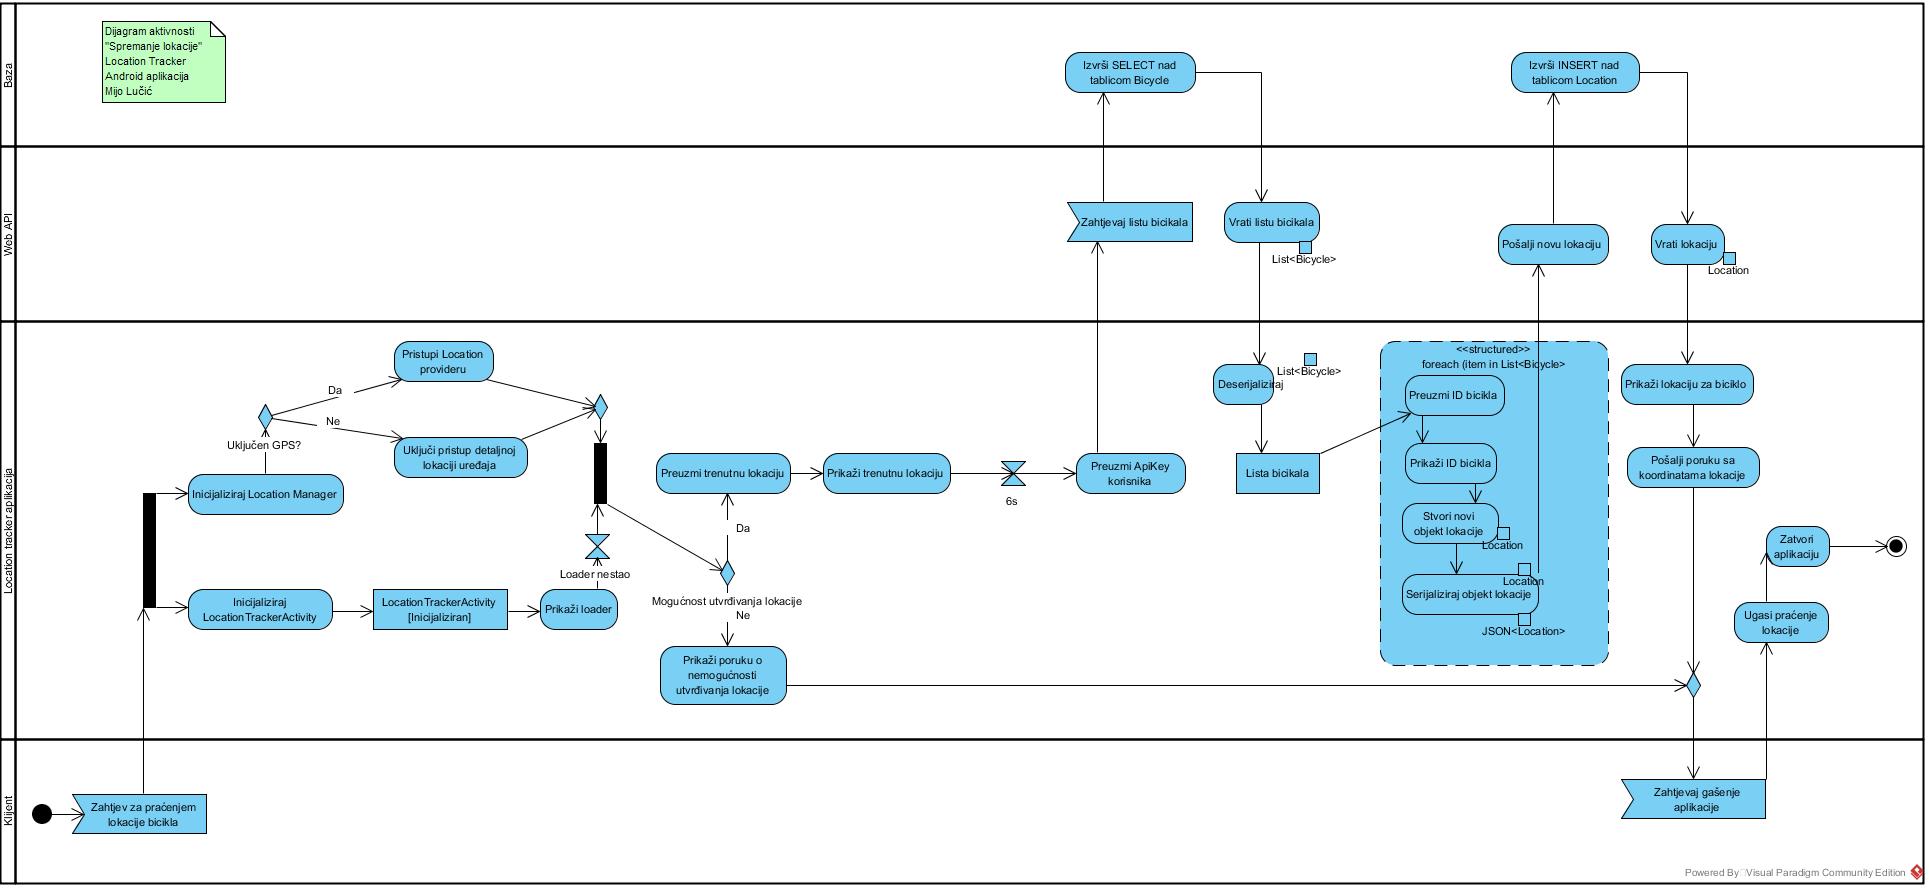 Dijagram aktivnosti
"Spremanje lokacije"
Location Tracker
Android aplikacija
Mijo Lučić
Baza
Izvrši SELECT nad
tablicom Bicycle
Izvrši INSERT nad
tablicom Location
Web API
Zahtjevaj listu bicikala
Vrati listu bicikala
List<Bicycle>
Pošalji novu lokaciju
Vrati lokaciju
Location
Location tracker aplikacija
Pristupi Location
provideru
Da
Ne
Uključen GPS?
Uključi pristup detaljnoj
lokaciji uređaja
Inicijaliziraj Location Manager
Inicijaliziraj
LocationTrackerActivity
LocationTrackerActivity
[Inicijaliziran]
Prikaži loader
Loader nestao
Preuzmi trenutnu lokaciju
Prikaži trenutnu lokaciju
6s
Preuzmi ApiKey
korisnika
Da
Mogućnost utvrđivanja lokacije
Ne
Prikaži poruku o
nemogućnosti
utvrđivanja lokacije
Deserijaliziraj
List<Bicycle>
Lista bicikala
<<structured>>
foreach (item in List<Bicycle>
Preuzmi ID bicikla
Prikaži ID bicikla
Stvori novi
objekt lokacije
Location
Location
Serijaliziraj objekt lokacije
JSON<Location>
Prikaži lokaciju za biciklo
Pošalji poruku sa
koordinatama lokacije
Zatvori
aplikaciju
Ugasi praćenje
lokacije
Klijent
Zahtjev za praćenjem
lokacije bicikla
Zahtjevaj gašenje
aplikacije
Powered By Visual Paradigm Community Edition